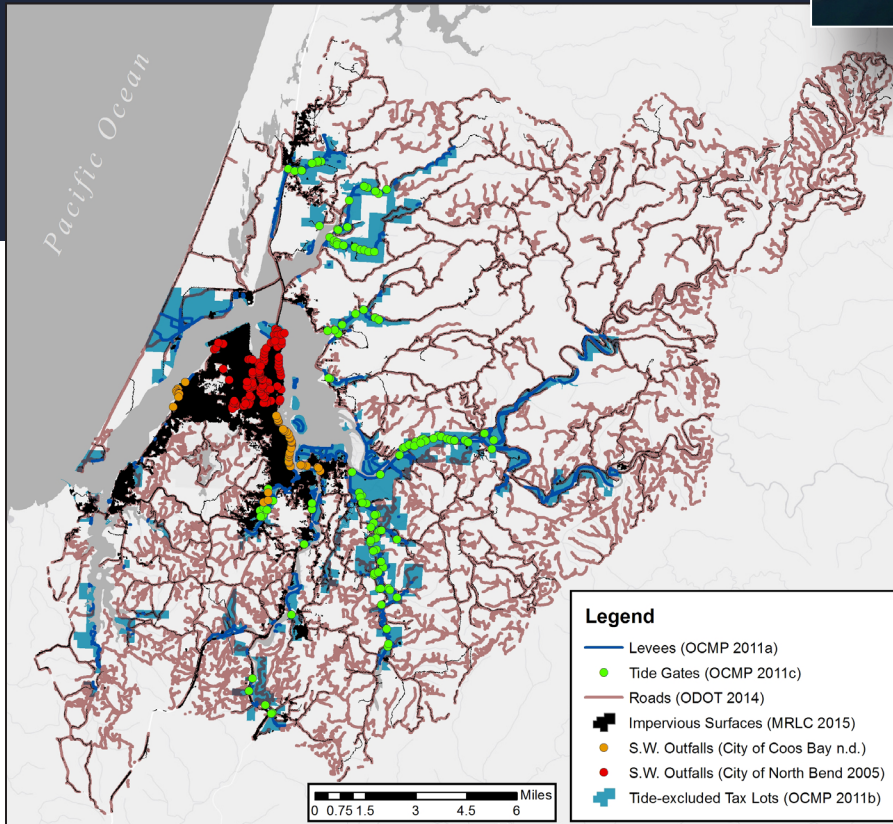 Pacific Ocean
Legend
Levees (OCMP 2011a)
Tide Gates (OCMP 2011c)
Roads (ODOT 2014)
Impervious Surfaces (MRLC 2015)
S.W. Outfalls (City of Coos Bay n.d.)
S.W. Outfalls (City of North Bend 2005)
Tide-excluded Tax Lots (OCMP 2011b)
Miles
0 0.75 1.5 3 4.5 6